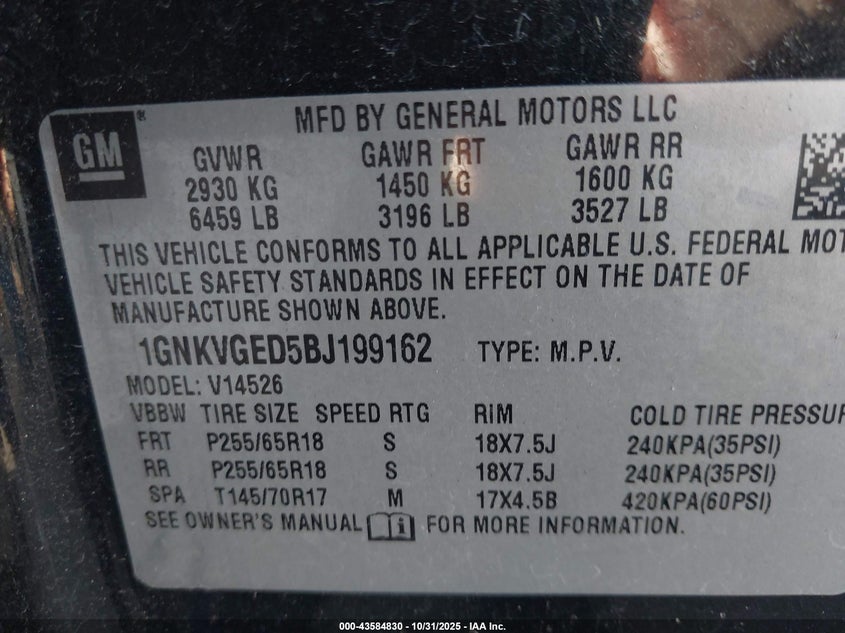 MFD BY GENERAL MOTORS LLC
GM ®
GVWR GAWR FRT GAWR RR
2930 KG 1450 KG 1600 KG
6459 LB 3196 LB 3527 LB
THIS VEHICLE CONFORMS TO ALL APPLICABLE U.S. FEDERAL MOT
VEHICLE SAFETY STANDARDS IN EFFECT ON THE DATE OF
MANUFACTURE SHOWN ABOVE.
1GNKVGED5BJ199162 TYPE: M.P.V.
MODEL: V14526
VBBW TIRE SIZE SPEED RTG RIM COLD TIRE PRESSUR
FRT P255/65R18 S 18X7.5J 240KPA(35PSI)
RR P255/65R18 S 18X7.5J 240KPA(35PSI)
SPA T145/70R17 M 17X4.5B 420KPA(60PSI)
SEE OWNER'S MANUAL FOR MORE INFORMATION.
000-43584830 - 10/31/2025 - IAA Inc.